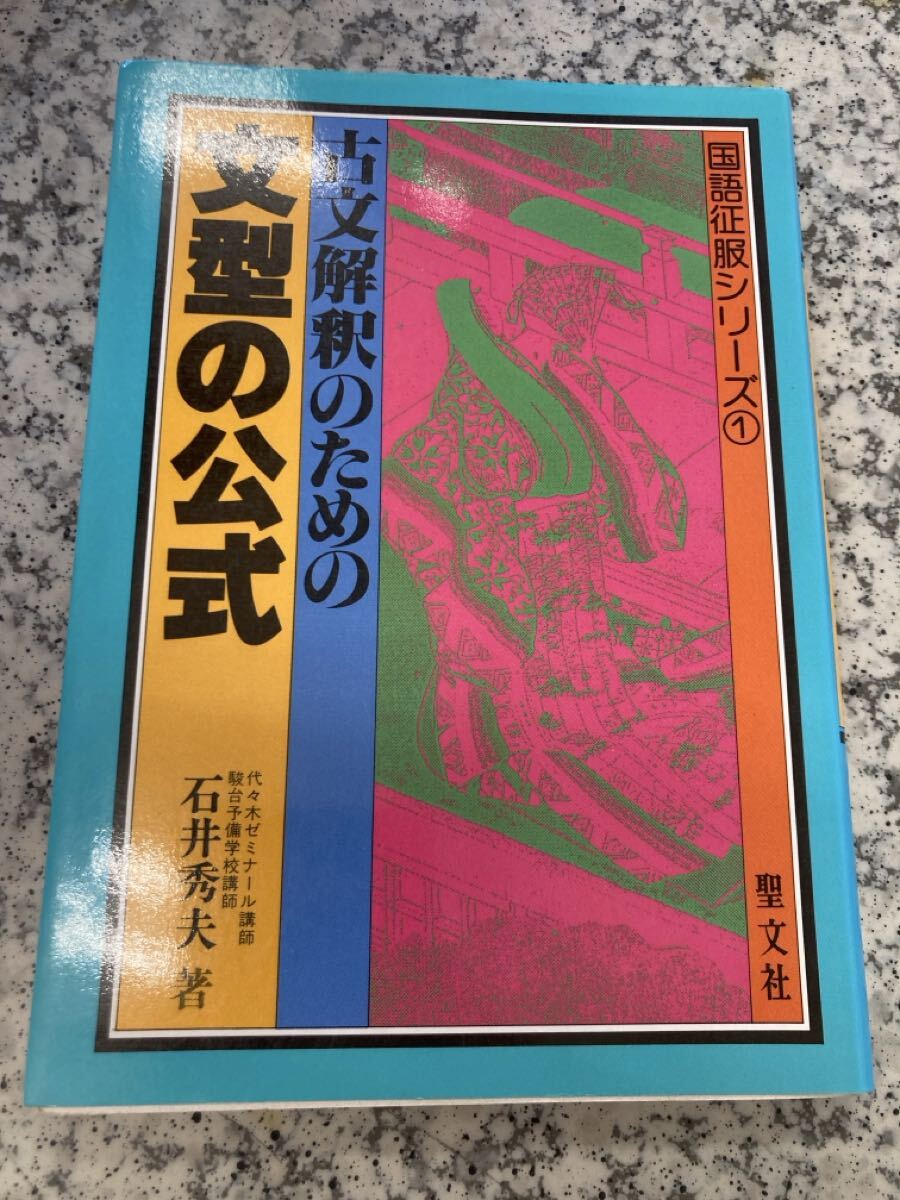 国語征服シリーズ①
古文解釈のための
文型の公式
代々木ゼミナール講師
駿台予備学校講師
石井秀夫 著
聖文社